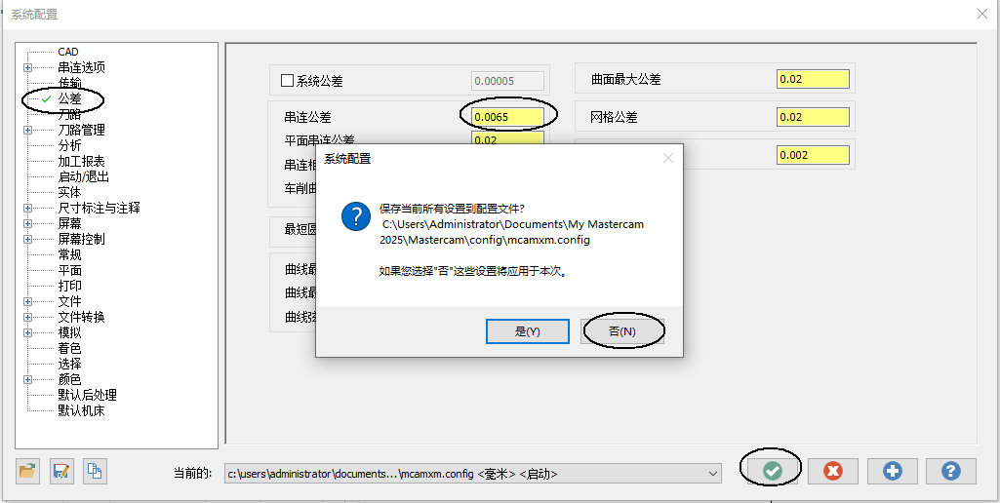 系统配置
CAD
串连选项
传输
公差
刀路
刀路管理
分析
加工报表
启动/退出
实体
尺寸标注与注释
屏幕
屏幕控制
常规
平面
打印
文件
文件转换
模拟
着色
选择
颜色
默认后处理
默认机床
系统公差
0.00005
串连公差
0.0065
平面串连公差
0.02
串连相
车削曲
最短圆
曲线最
曲线最
曲线弦
曲面最大公差
0.02
网格公差
0.02
0.002
系统配置
保存当前所有设置到配置文件?
C:\Users\Administrator\Documents\My Mastercam
2025\Mastercam\config\mcamxm.config
如果您选择"否"这些设置将应用于本次。
是(Y)
否(N)
当前的:
c:\users\administrator\documents...\mcamxm.config <毫米> <启动>